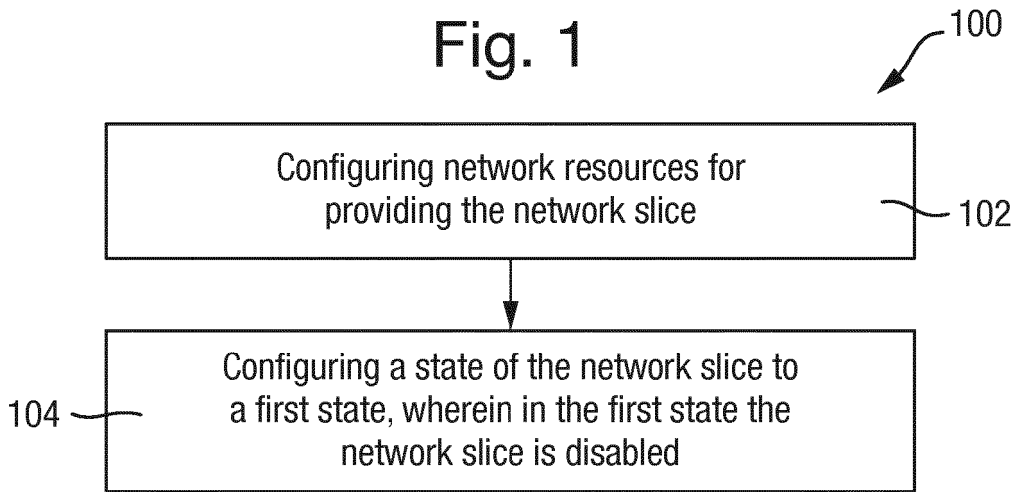 Fig. 1
100
Configuring network resources for
providing the network slice
102
Configuring a state of the network slice to
a first state, wherein in the first state the
network slice is disabled
104